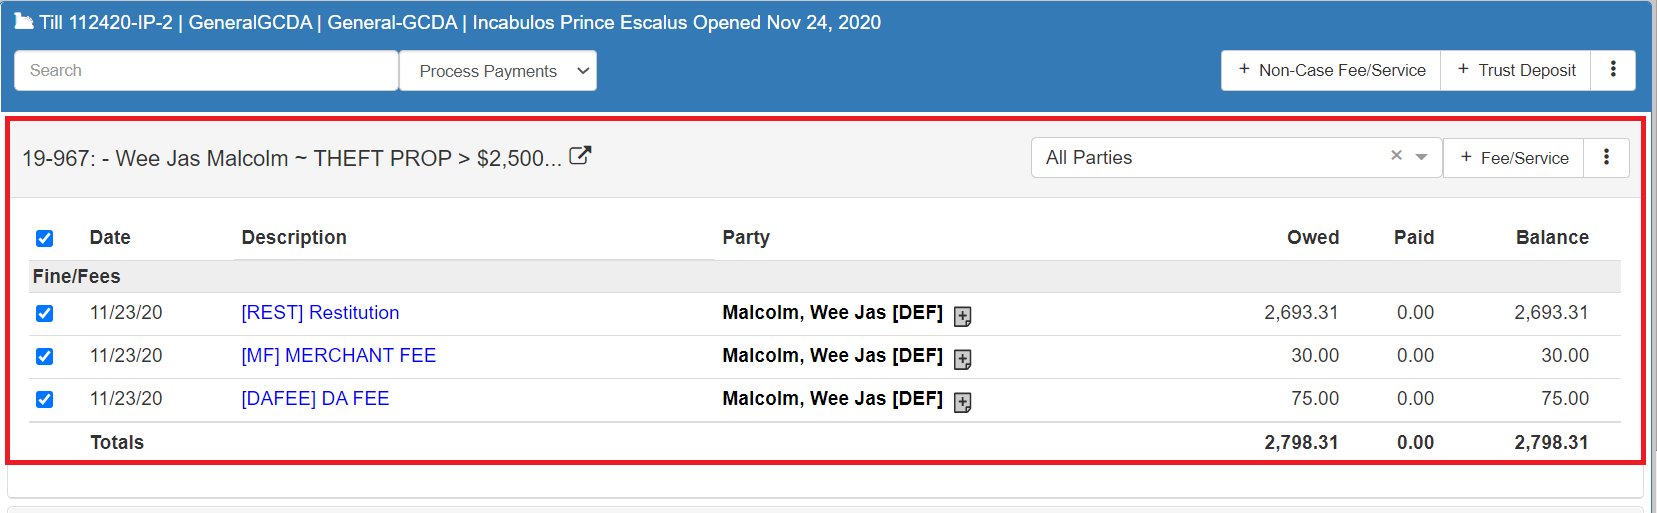 Till 112420-IP-2 | GeneralGCDA | General-GCDA | Incabulos Prince Escalus Opened Nov 24, 2020
Search Process Payments + Non-Case Fee/Service + Trust Deposit
19-967: - Wee Jas Malcolm ~ THEFT PROP > $2,500... All Parties × + Fee/Service
Date Description Party Owed Paid Balance
Fine/Fees
11/23/20 [REST] Restitution Malcolm, Wee Jas [DEF] 2,693.31 0.00 2,693.31
11/23/20 [MF] MERCHANT FEE Malcolm, Wee Jas [DEF] 30.00 0.00 30.00
11/23/20 [DAFEE] DA FEE Malcolm, Wee Jas [DEF] 75.00 0.00 75.00
Totals 2,798.31 0.00 2,798.31